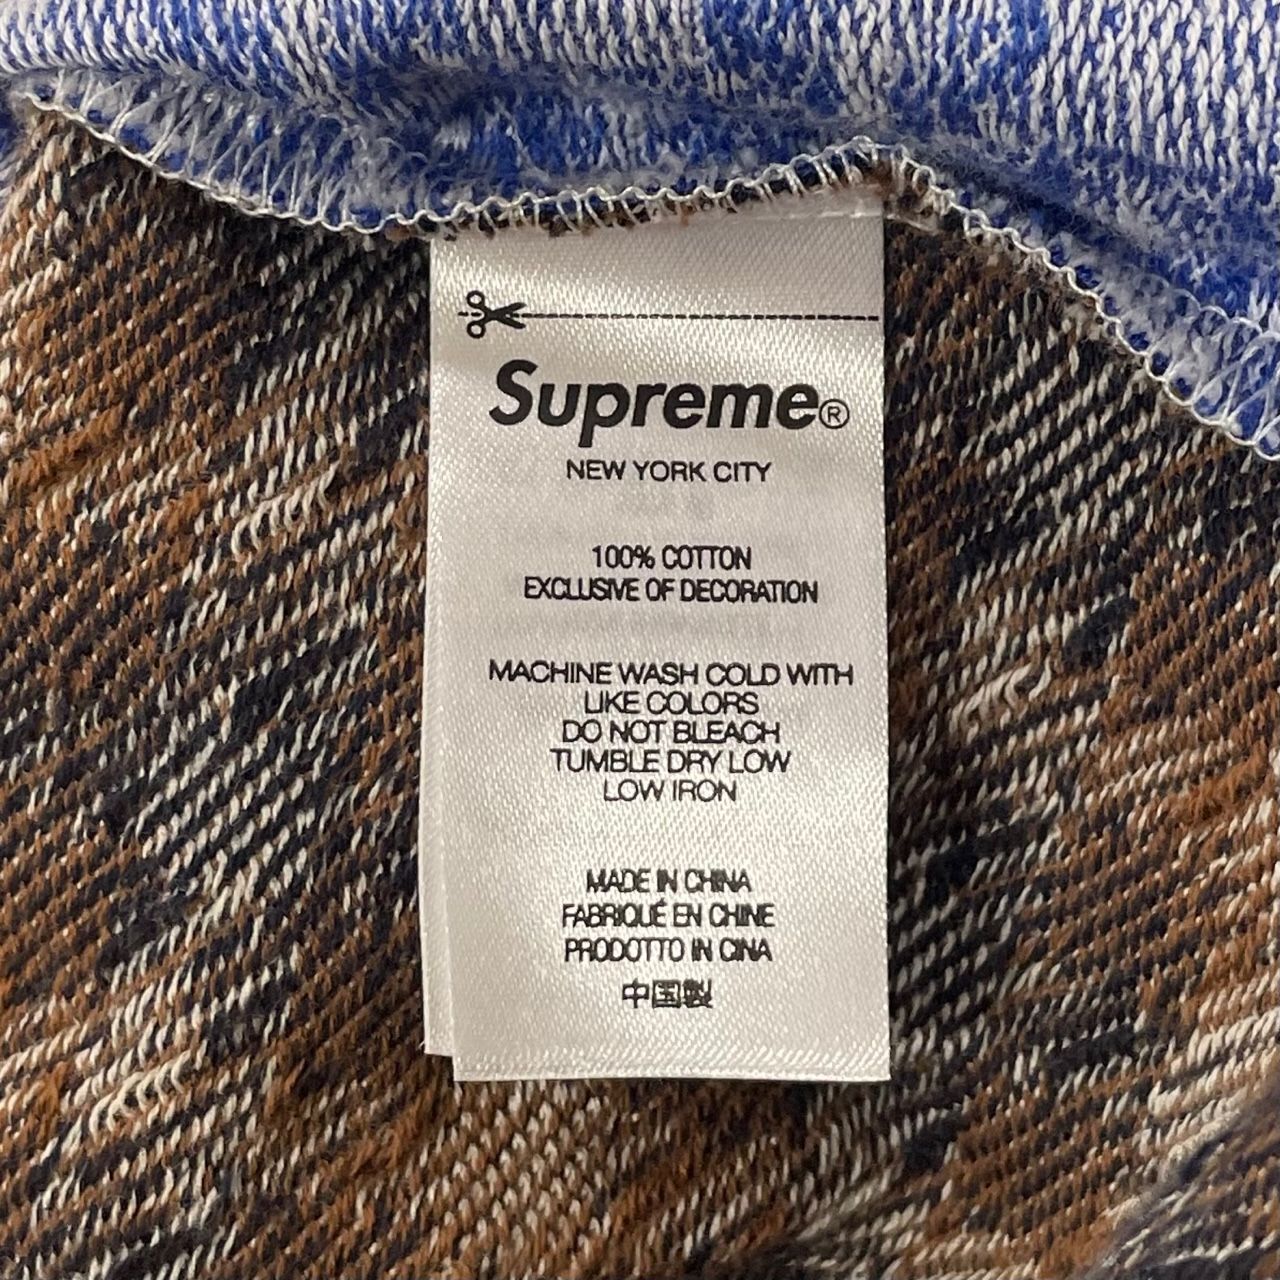 Supreme®
NEW YORK CITY
100% COTTON
EXCLUSIVE OF DECORATION
MACHINE WASH COLD WITH
LIKE COLORS
DO NOT BLEACH
TUMBLE DRY LOW
LOW IRON
MADE IN CHINA
FABRIQUÉ EN CHINE
PRODOTTO IN CINA
中国製